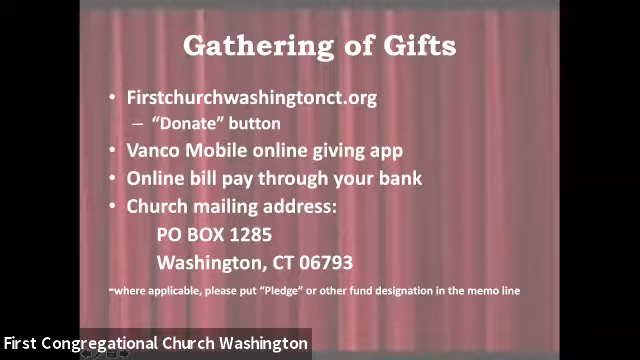 Gathering of Gifts
• Firstchurchwashingtonct.org
– “Donate” button
• Vanco Mobile online giving app
• Online bill pay through your bank
• Church mailing address:
PO BOX 1285
Washington, CT 06793
-where applicable, please put “Pledge” or other fund designation in the memo line
First Congregational Church Washington